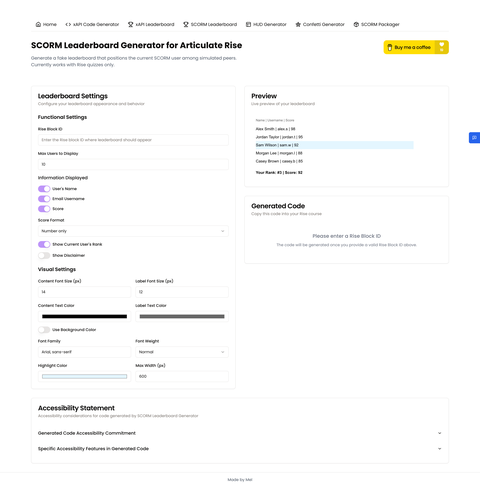 Home
xAPI Code Generator
xAPI Leaderboard
SCORM Leaderboard
HUD Generator
Confetti Generator
SCORM Packager
SCORM Leaderboard Generator for Articulate Rise
Generate a fake leaderboard that positions the current SCORM user among simulated peers.
Currently works with Rise quizzes only.
Buy me a coffee
Leaderboard Settings
Configure your leaderboard appearance and behavior
Functional Settings
Rise Block ID
Enter the Rise block ID where leaderboard should appear
Max Users to Display
10
Information Displayed
User's Name
Email Username
Score
Score Format
Number only
Show Current User's Rank
Show Disclaimer
Visual Settings
Content Font Size (px)
Label Font Size (px)
14
12
Content Text Color
Label Text Color
Use Background Color
Font Family
Font Weight
Arial, sans-serif
Normal
Highlight Color
Max Width (px)
600
Preview
Live preview of your leaderboard
Name | Username | Score
Alex Smith | alex.s | 98
Jordan Taylor | jordan.t | 95
Sam Wilson | sam.w | 92
Morgan Lee | morgan.l | 88
Casey Brown | casey.b | 85
Your Rank: #3 | Score: 92
Generated Code
Copy this code into your Rise course
Please enter a Rise Block ID
The code will be generated once you provide a valid Rise Block ID above.
Accessibility Statement
Accessibility considerations for code generated by SCORM Leaderboard Generator
Generated Code Accessibility Commitment
Specific Accessibility Features in Generated Code
Made by Mel